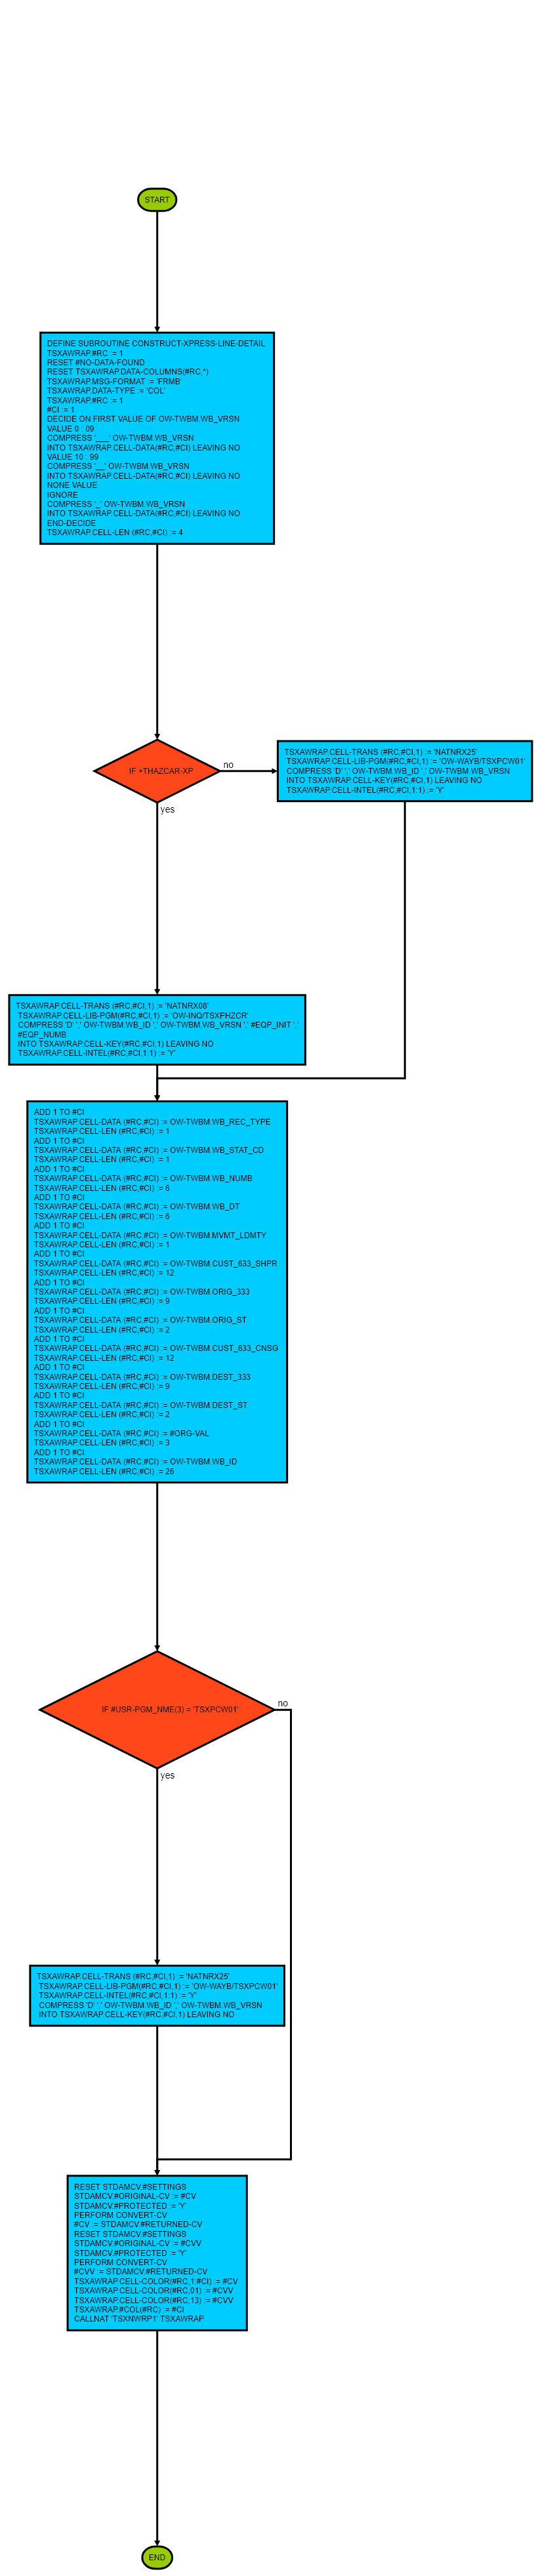 START
DEFINE SUBROUTINE CONSTRUCT-XPRESS-LINE-DETAIL
TSXAWRAP.#RC := 1
RESET #NO-DATA-FOUND
RESET TSXAWRAP.DATA-COLUMNS(#RC,*)
TSXAWRAP.MSG-FORMAT := 'FRMB'
TSXAWRAP.DATA-TYPE := 'COL'
TSXAWRAP.#RC := 1
#CI := 1
DECIDE ON FIRST VALUE OF OW-TWBM.WB_VRSN
VALUE 0 : 09
COMPRESS '___' OW-TWBM.WB_VRSN
INTO TSXAWRAP.CELL-DATA(#RC,#CI) LEAVING NO
VALUE 10 : 99
COMPRESS '__' OW-TWBM.WB_VRSN
INTO TSXAWRAP.CELL-DATA(#RC,#CI) LEAVING NO
NONE VALUE
IGNORE
COMPRESS '_' OW-TWBM.WB_VRSN
INTO TSXAWRAP.CELL-DATA(#RC,#CI) LEAVING NO
END-DECIDE
TSXAWRAP.CELL-LEN (#RC,#CI) := 4
IF +THAZCAR-XP
no
yes
TSXAWRAP.CELL-TRANS (#RC,#CI,1) := 'NATNRX25'
TSXAWRAP.CELL-LIB-PGM(#RC,#CI,1) := 'OW-WAYB/TSXPCW01'
COMPRESS 'D' ',' OW-TWBM.WB_ID ',' OW-TWBM.WB_VRSN
INTO TSXAWRAP.CELL-KEY(#RC,#CI,1) LEAVING NO
TSXAWRAP.CELL-INTEL(#RC,#CI,1:1) := 'Y'
TSXAWRAP.CELL-TRANS (#RC,#CI,1) := 'NATNRX08'
TSXAWRAP.CELL-LIB-PGM(#RC,#CI,1) := 'OW-INQ/TSXPHZCR'
COMPRESS 'D' ',' OW-TWBM.WB_ID ',' OW-TWBM.WB_VRSN ',' #EQP_INIT ','
#EQP_NUMB
INTO TSXAWRAP.CELL-KEY(#RC,#CI,1) LEAVING NO
TSXAWRAP.CELL-INTEL(#RC,#CI,1:1) := 'Y'
ADD 1 TO #CI
TSXAWRAP.CELL-DATA (#RC,#CI) := OW-TWBM.WB_REC_TYPE
TSXAWRAP.CELL-LEN (#RC,#CI) := 1
ADD 1 TO #CI
TSXAWRAP.CELL-DATA (#RC,#CI) := OW-TWBM.WB_STAT_CD
TSXAWRAP.CELL-LEN (#RC,#CI) := 1
ADD 1 TO #CI
TSXAWRAP.CELL-DATA (#RC,#CI) := OW-TWBM.WB_NUMB
TSXAWRAP.CELL-LEN (#RC,#CI) := 6
ADD 1 TO #CI
TSXAWRAP.CELL-DATA (#RC,#CI) := OW-TWBM.WB_DT
TSXAWRAP.CELL-LEN (#RC,#CI) := 6
ADD 1 TO #CI
TSXAWRAP.CELL-DATA (#RC,#CI) := OW-TWBM.MVMT_LDMTY
TSXAWRAP.CELL-LEN (#RC,#CI) := 1
ADD 1 TO #CI
TSXAWRAP.CELL-DATA (#RC,#CI) := OW-TWBM.CUST_633_SHPR
TSXAWRAP.CELL-LEN (#RC,#CI) := 12
ADD 1 TO #CI
TSXAWRAP.CELL-DATA (#RC,#CI) := OW-TWBM.ORIG_333
TSXAWRAP.CELL-LEN (#RC,#CI) := 9
ADD 1 TO #CI
TSXAWRAP.CELL-DATA (#RC,#CI) := OW-TWBM.ORIG_ST
TSXAWRAP.CELL-LEN (#RC,#CI) := 2
ADD 1 TO #CI
TSXAWRAP.CELL-DATA (#RC,#CI) := OW-TWBM.CUST_633_CNSG
TSXAWRAP.CELL-LEN (#RC,#CI) := 12
ADD 1 TO #CI
TSXAWRAP.CELL-DATA (#RC,#CI) := OW-TWBM.DEST_333
TSXAWRAP.CELL-LEN (#RC,#CI) := 9
ADD 1 TO #CI
TSXAWRAP.CELL-DATA (#RC,#CI) := OW-TWBM.DEST_ST
TSXAWRAP.CELL-LEN (#RC,#CI) := 2
ADD 1 TO #CI
TSXAWRAP.CELL-DATA (#RC,#CI) := #ORG-VAL
TSXAWRAP.CELL-LEN (#RC,#CI) := 3
ADD 1 TO #CI
TSXAWRAP.CELL-DATA (#RC,#CI) := OW-TWBM.WB_ID
TSXAWRAP.CELL-LEN (#RC,#CI) := 26
IF #USR-PGM_NME(3) = 'TSXPCW01'
no
yes
TSXAWRAP.CELL-TRANS (#RC,#CI,1) := 'NATNRX25'
TSXAWRAP.CELL-LIB-PGM(#RC,#CI,1) := 'OW-WAYB/TSXPCW01'
TSXAWRAP.CELL-INTEL(#RC,#CI,1:1) := 'Y'
COMPRESS 'D' ',' OW-TWBM.WB_ID ',' OW-TWBM.WB_VRSN
INTO TSXAWRAP.CELL-KEY(#RC,#CI,1) LEAVING NO
RESET STDAMCV.#SETTINGS
STDAMCV.#ORIGINAL-CV := #CV
STDAMCV.#PROTECTED := 'Y'
PERFORM CONVERT-CV
#CV := STDAMCV.#RETURNED-CV
RESET STDAMCV.#SETTINGS
STDAMCV.#ORIGINAL-CV := #CVV
STDAMCV.#PROTECTED := 'Y'
PERFORM CONVERT-CV
#CVV := STDAMCV.#RETURNED-CV
TSXAWRAP.CELL-COLOR(#RC,1:#CI) := #CV
TSXAWRAP.CELL-COLOR(#RC,01) := #CVV
TSXAWRAP.CELL-COLOR(#RC,13) := #CVV
TSXAWRAP.#COL(#RC) := #CI
CALLNAT 'TSXNWRP1' TSXAWRAP
END